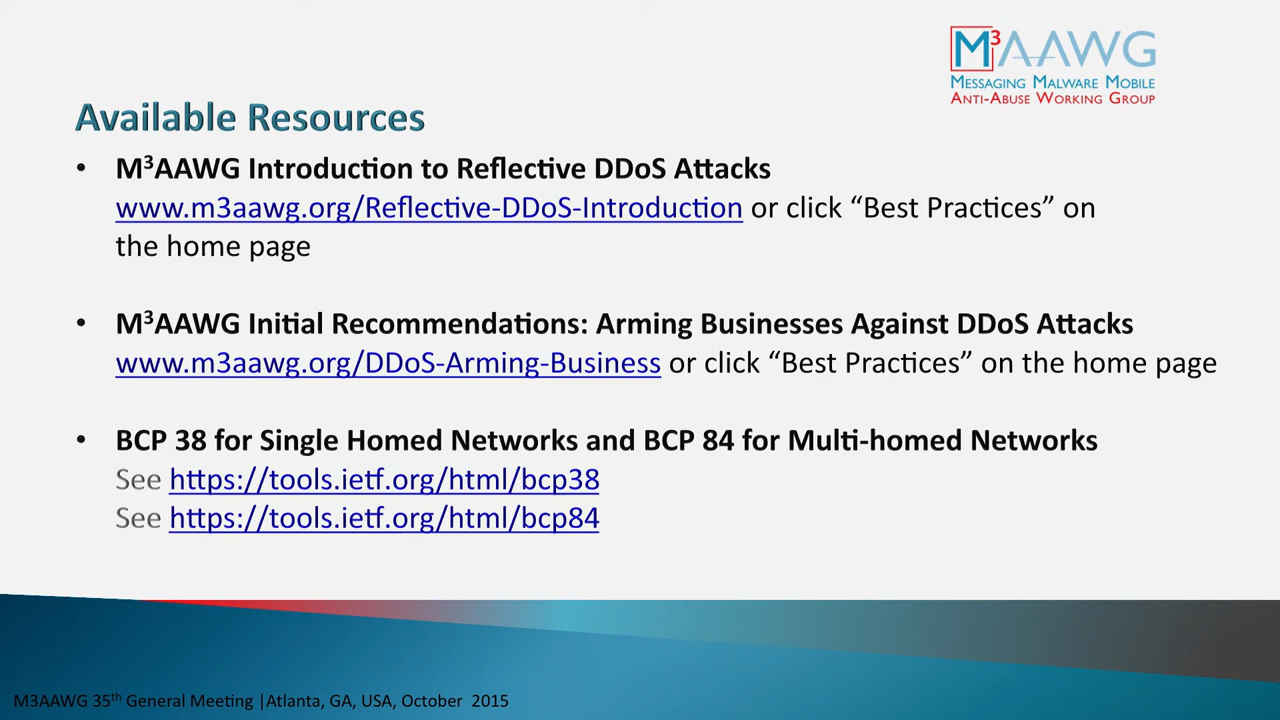 M³AAWG
MESSAGING MALWARE MOBILE
ANTI-ABUSE WORKING GROUP
Available Resources
• M³AAWG Introduction to Reflective DDoS Attacks
www.m3aawg.org/Reflective-DDoS-Introduction or click “Best Practices” on
the home page
• M³AAWG Initial Recommendations: Arming Businesses Against DDoS Attacks
www.m3aawg.org/DDoS-Arming-Business or click “Best Practices” on the home page
• BCP 38 for Single Homed Networks and BCP 84 for Multi-homed Networks
See https://tools.ietf.org/html/bcp38
See https://tools.ietf.org/html/bcp84
M3AAWG 35th General Meeting |Atlanta, GA, USA, October 2015